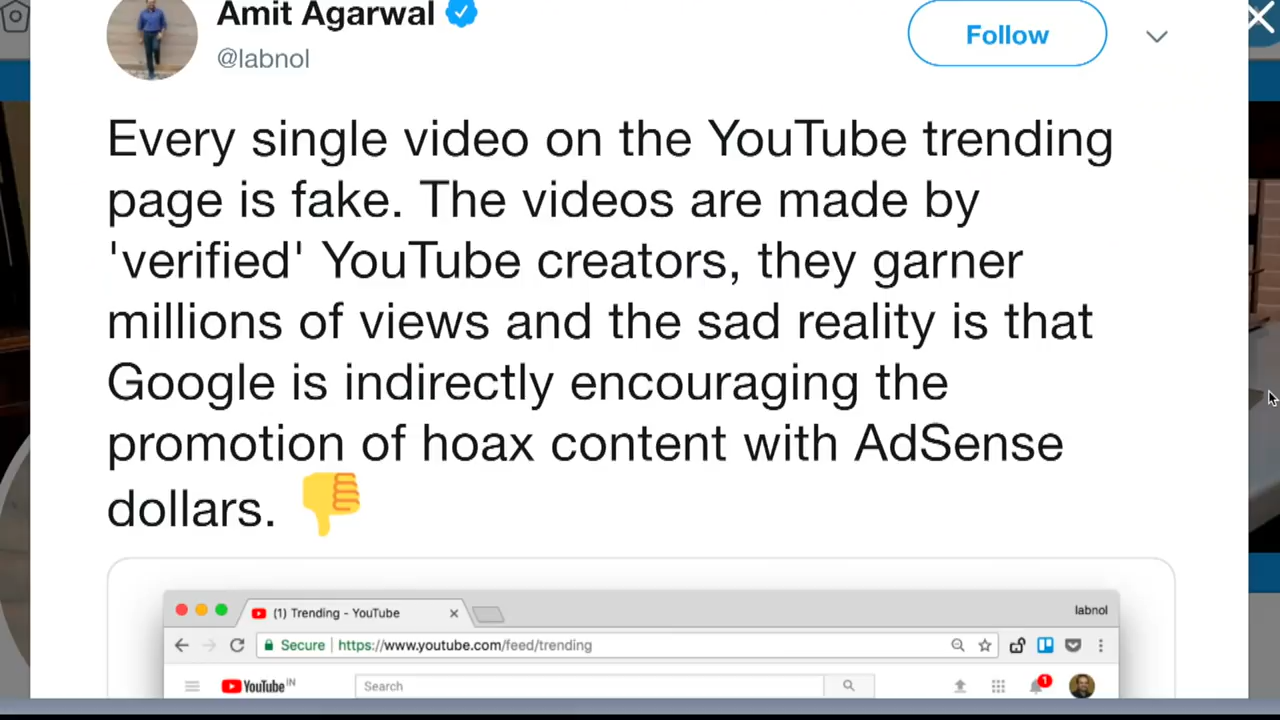 Amit Agarwal
@labnol
Follow
Every single video on the YouTube trending
page is fake. The videos are made by
'verified' YouTube creators, they garner
millions of views and the sad reality is that
Google is indirectly encouraging the
promotion of hoax content with AdSense
dollars.
(1) Trending - YouTube
labnol
Secure https://www.youtube.com/feed/trending
YouTube IN
Search
1